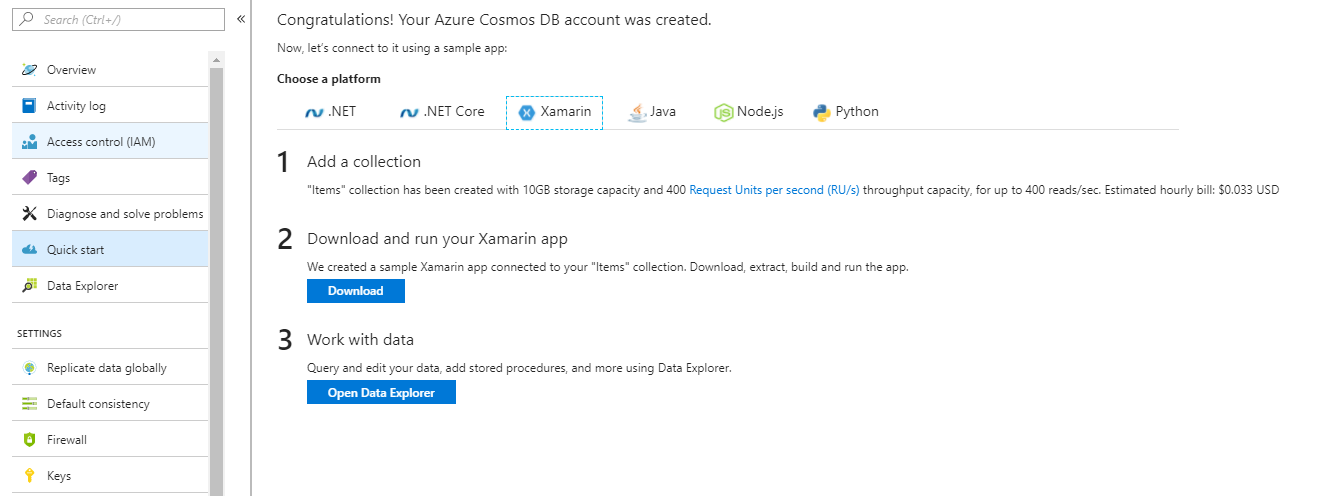 Search (Ctrl+/)
«
Overview
Activity log
Access control (IAM)
Tags
Diagnose and solve problems
Quick start
Data Explorer
SETTINGS
Replicate data globally
Default consistency
Firewall
Keys
Congratulations! Your Azure Cosmos DB account was created.
Now, let's connect to it using a sample app:
Choose a platform
.NET .NET Core Xamarin Java Node.js Python
1 Add a collection
"Items" collection has been created with 10GB storage capacity and 400 Request Units per second (RU/s) throughput capacity, for up to 400 reads/sec. Estimated hourly bill: $0.033 USD
2 Download and run your Xamarin app
We created a sample Xamarin app connected to your "Items" collection. Download, extract, build and run the app.
Download
3 Work with data
Query and edit your data, add stored procedures, and more using Data Explorer.
Open Data Explorer